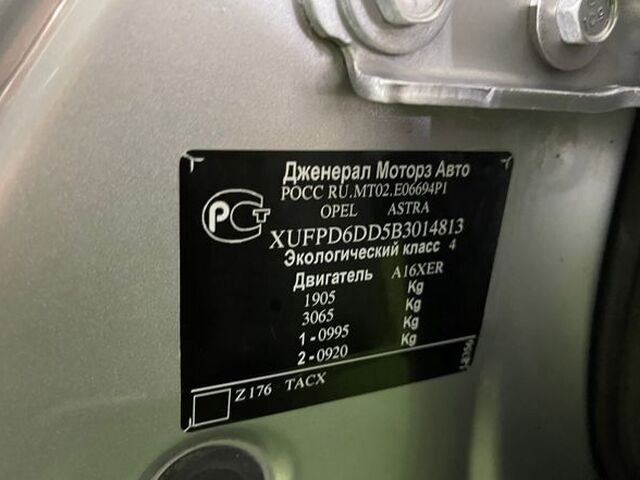 Дженерал Моторз Авто
РОСС RU.MT02.E06694P1
РСТ
OPEL ASTRA
XUFPD6DD5B3014813
Экологический класс 4
Двигатель A16XER
1905 Kg
3065 Kg
1-0995 Kg
2-0920 Kg
Z176 TACX